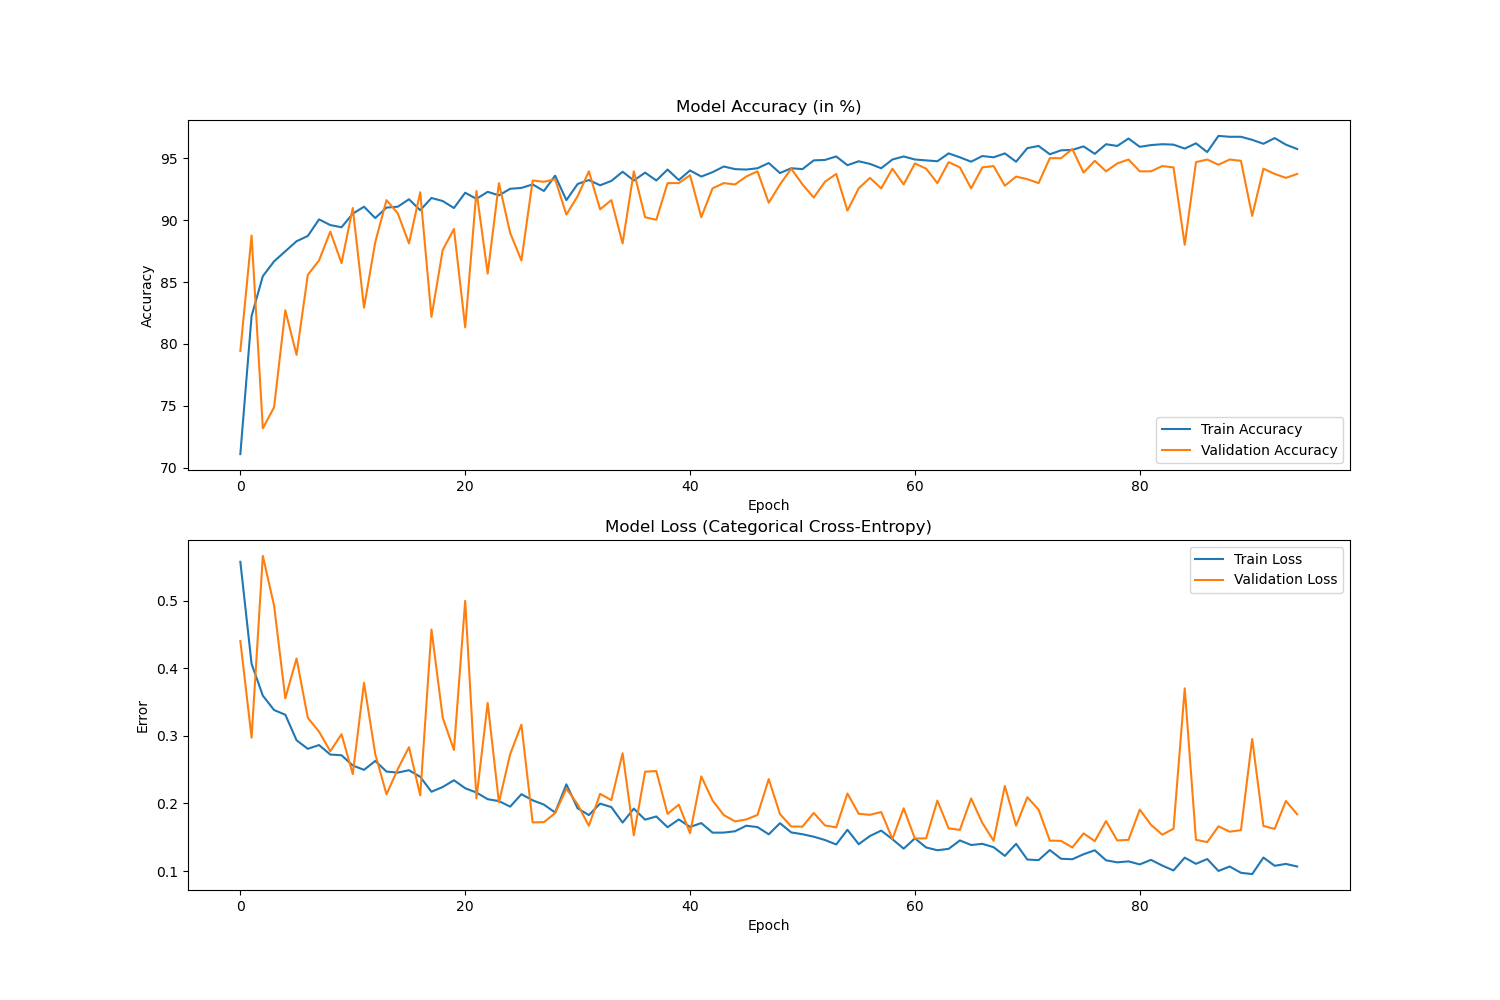 Model Accuracy (in %)
Accuracy
95
90
85
80
75
70
Train Accuracy
Validation Accuracy
0 20 40 60 80
Epoch
Model Loss (Categorical Cross-Entropy)
Error
0.5
0.4
0.3
0.2
0.1
Train Loss
Validation Loss
0 20 40 60 80
Epoch